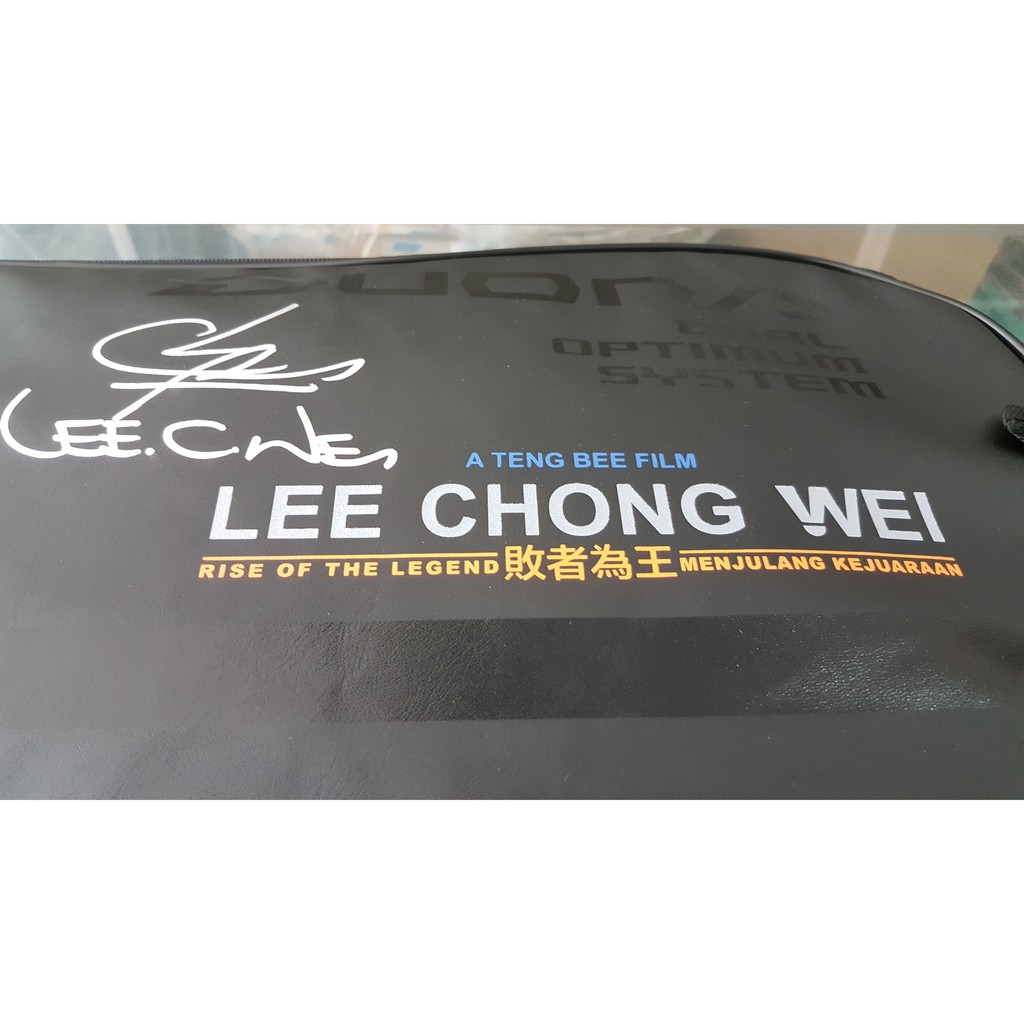 DUORA
DUAL
OPTIMUM
SYSTEM
LEE.C.WEI
A TENG BEE FILM
LEE CHONG WEI
RISE OF THE LEGEND 敗者為王 MENJULANG KEJUARAAN